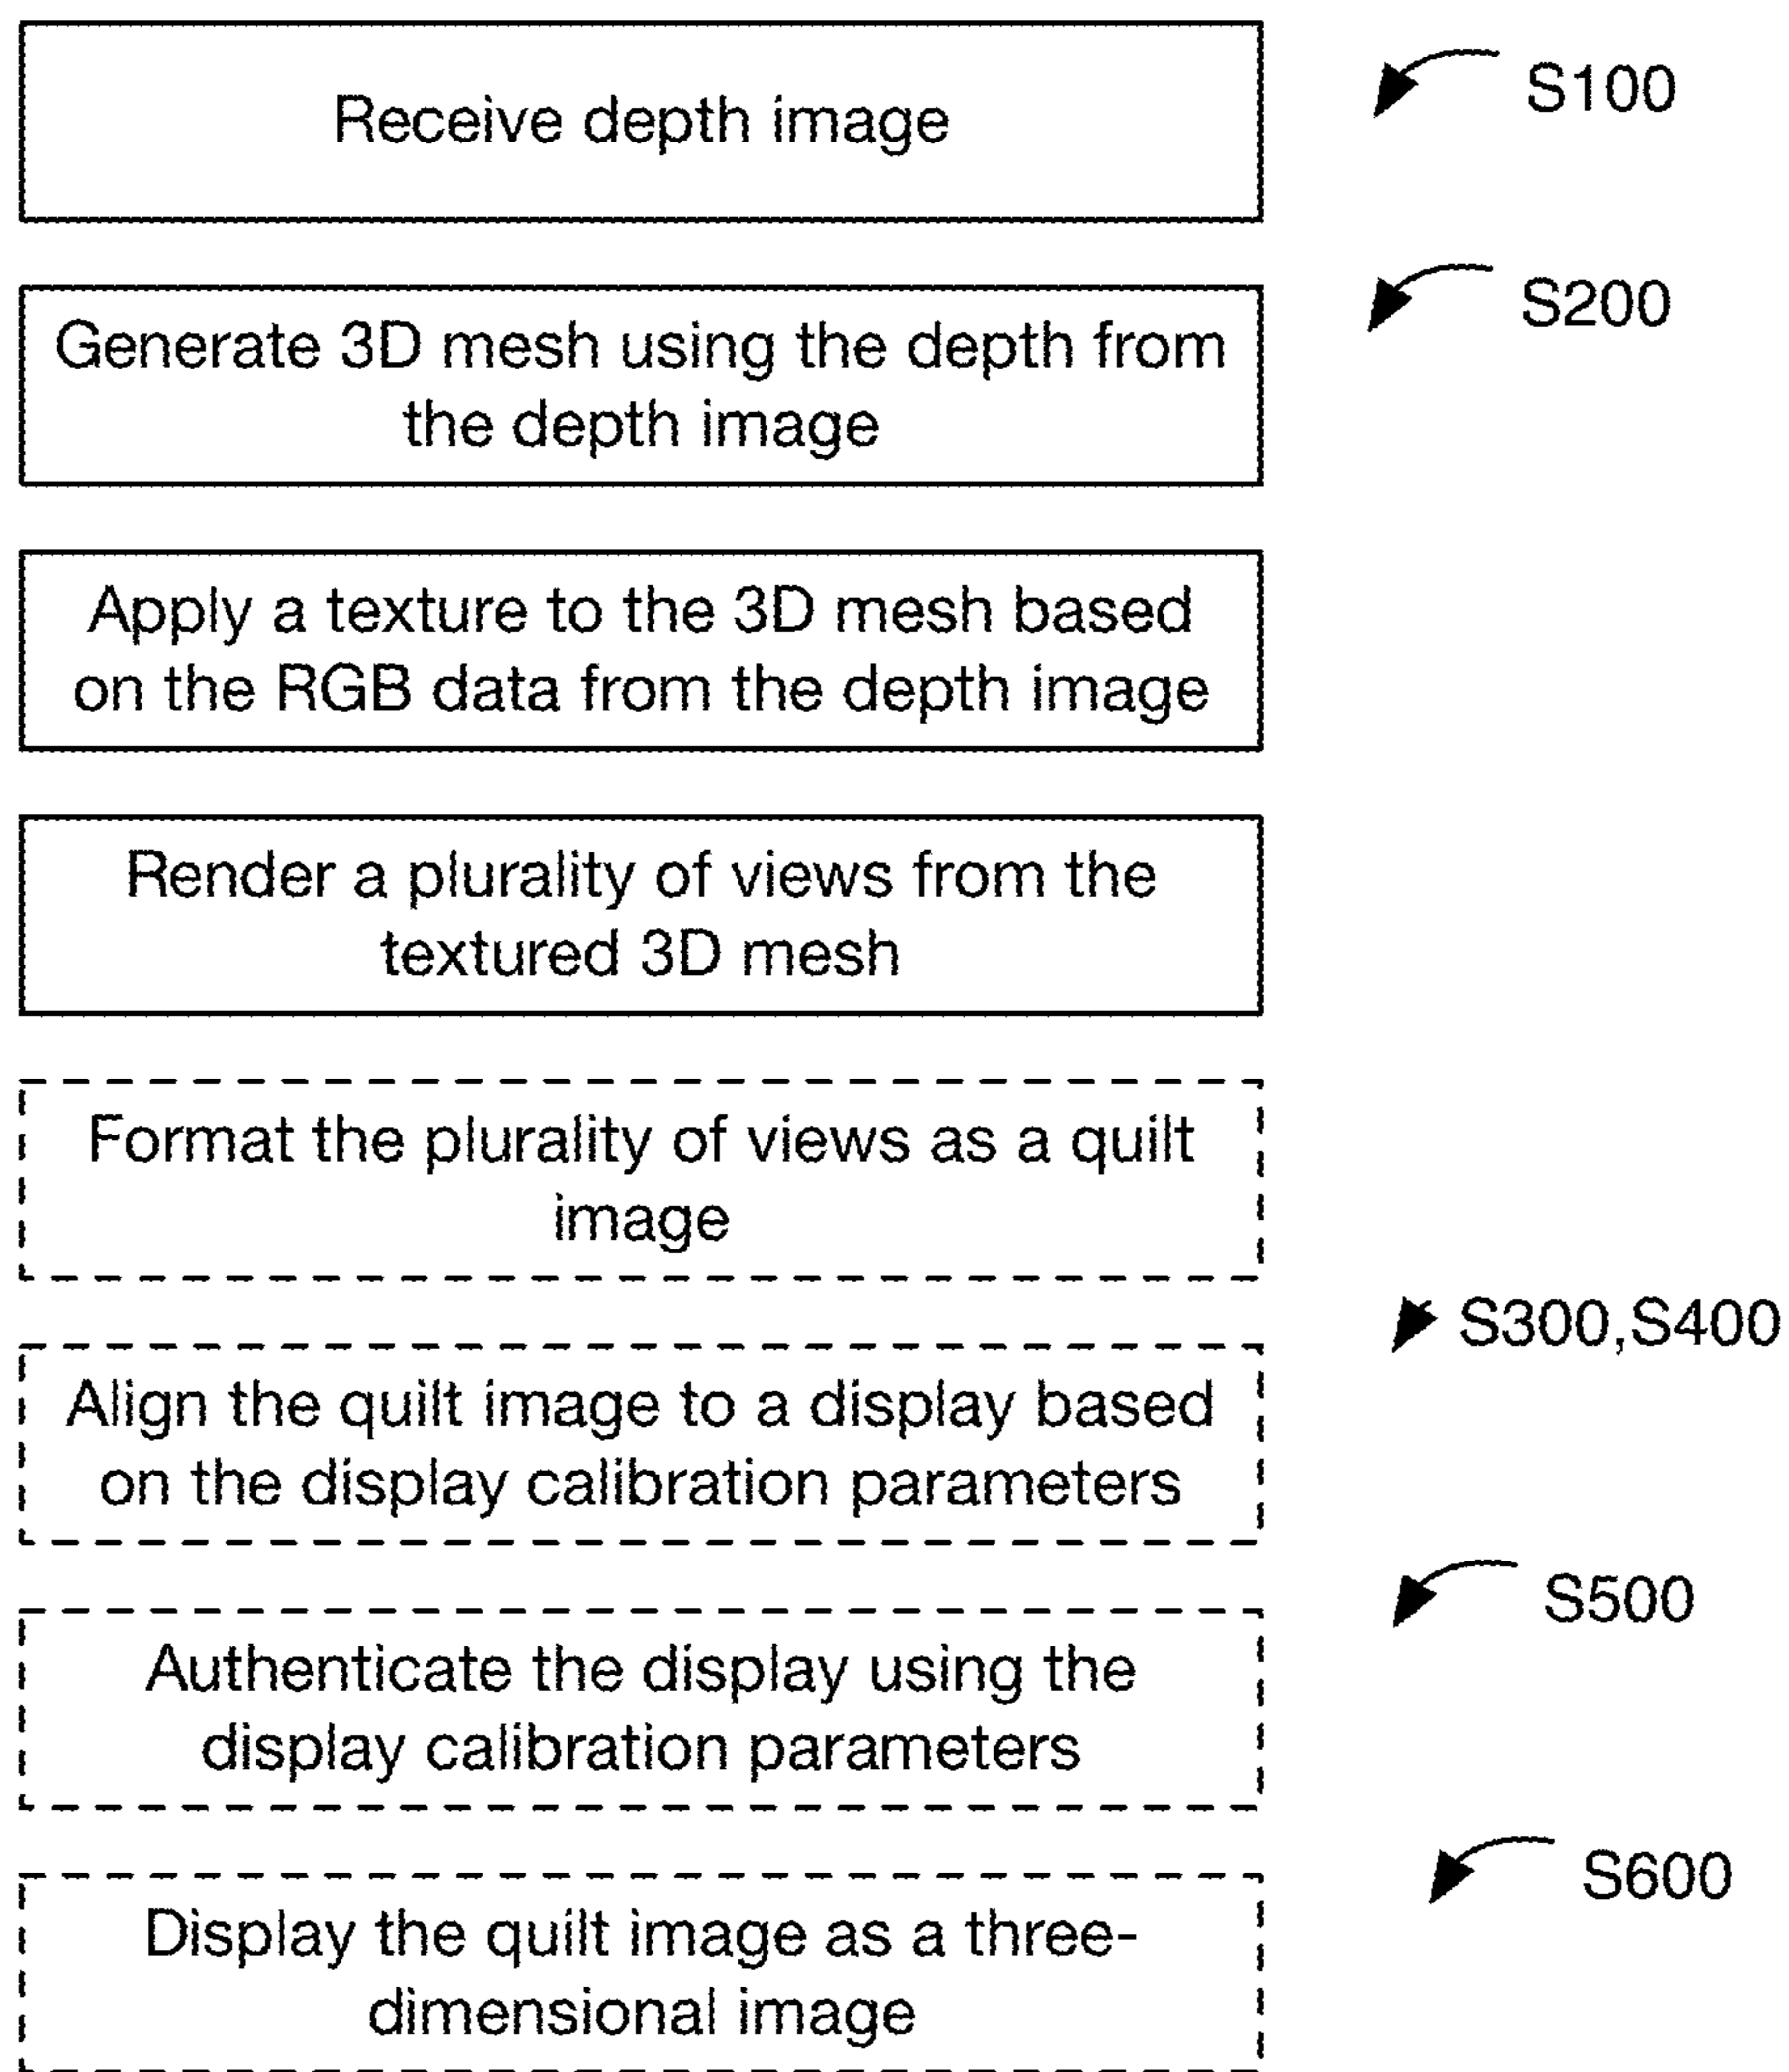 Receive depth image
S100
Generate 3D mesh using the depth from
the depth image
S200
Apply a texture to the 3D mesh based
on the RGB data from the depth image
Render a plurality of views from the
textured 3D mesh
Format the plurality of views as a quilt
image
S300,S400
Align the quilt image to a display based
on the display calibration parameters
S500
Authenticate the display using the
display calibration parameters
S600
Display the quilt image as a three-
dimensional image